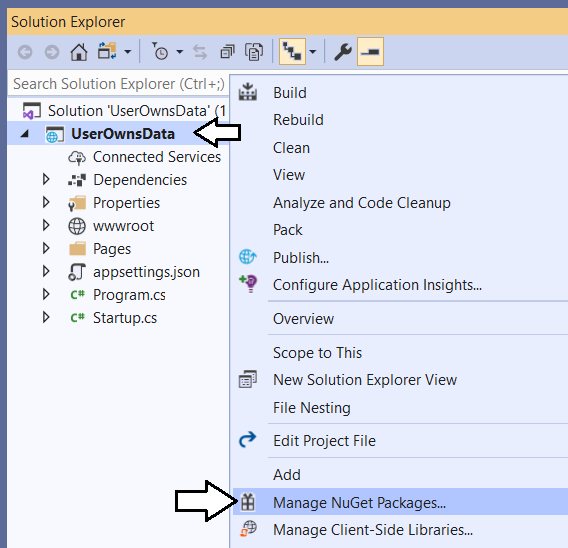 Solution Explorer
Search Solution Explorer (Ctrl+;)
Solution 'UserOwnsData' (1
UserOwnsData
Connected Services
Dependencies
Properties
wwwroot
Pages
appsettings.json
C# Program.cs
C# Startup.cs
Build
Rebuild
Clean
View
Analyze and Code Cleanup
Pack
Publish...
Configure Application Insights...
Overview
Scope to This
New Solution Explorer View
File Nesting
Edit Project File
Add
Manage NuGet Packages...
Manage Client-Side Libraries...